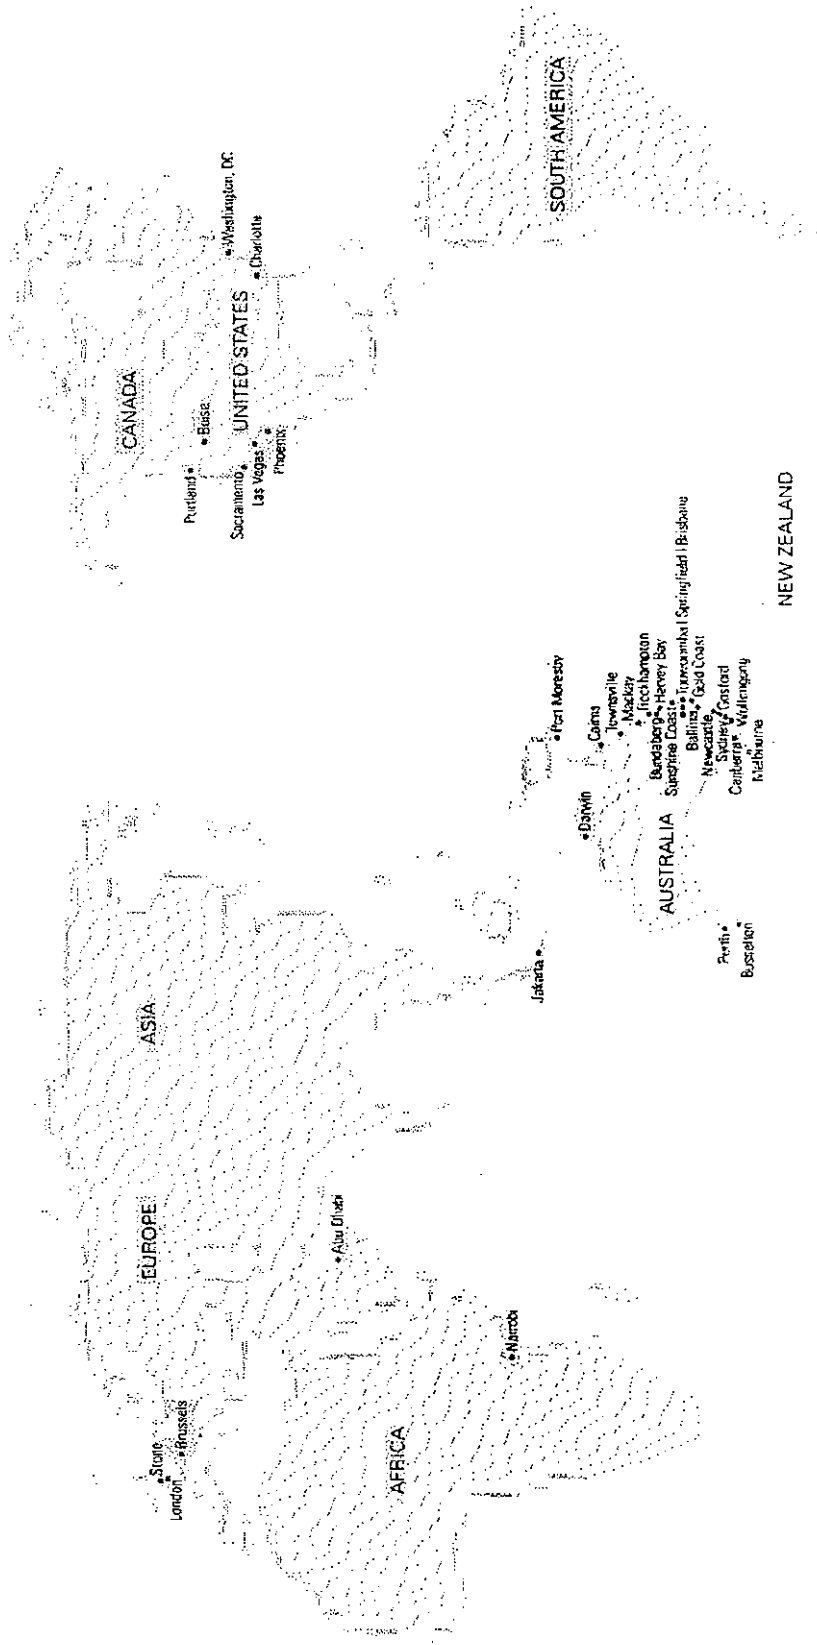 CANADA
Portland
Boise
UNITED STATES
Washington, DC
Sacramento
Las Vegas
Charlotte
Phoenix
SOUTH AMERICA
EUROPE
ASIA
Stone
London
Brussels
Abu Dhabi
AFRICA
Nairobi
Jakarta
Port Moresby
Darwin
Cairns
Townsville
Mackay
Rockhampton
Bundaberg
Hervey Bay
Sunshine Coast
Toowoomba | Springfield | Brisbane
AUSTRALIA
Ballina
Gold Coast
Newcastle
Perth
Sydney
Gosford
Busselton
Canberra
Wollongong
Melbourne
NEW ZEALAND